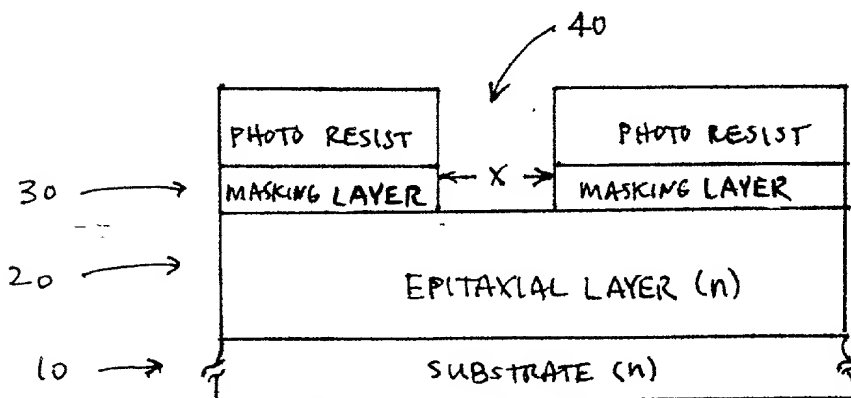 40
PHOTO RESIST
PHOTO RESIST
30
MASKING LAYER
X
MASKING LAYER
20
EPITAXIAL LAYER (n)
10
SUBSTRATE (n)